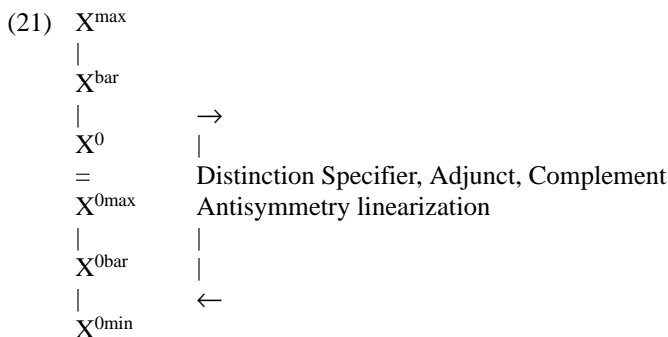 (21) X^max
|
X^bar
| →
X^0 |
= Distinction Specifier, Adjunct, Complement
X^0max Antisymmetry linearization
| |
X^0bar |
| ←
X^0min